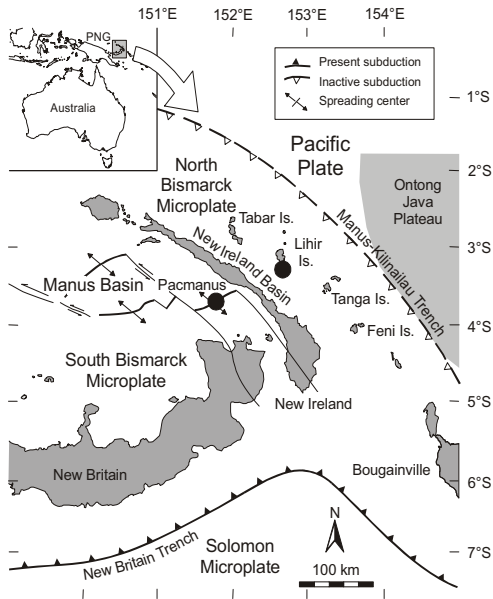 151°E
152°E
153°E
154°E
PNG
Australia
Present subduction
Inactive subduction
Spreading center
1°S
2°S
3°S
4°S
5°S
6°S
7°S
Pacific
Plate
North
Bismarck
Microplate
Ontong
Java
Plateau
Tabar Is.
Lihir
Is.
New Ireland Basin
Manus-Kilinailau Trench
Manus Basin
Pacmanus
Tanga Is.
Feni Is.
South Bismarck
Microplate
New Ireland
New Britain
Bougainville
New Britain Trench
Solomon
Microplate
N
100 km